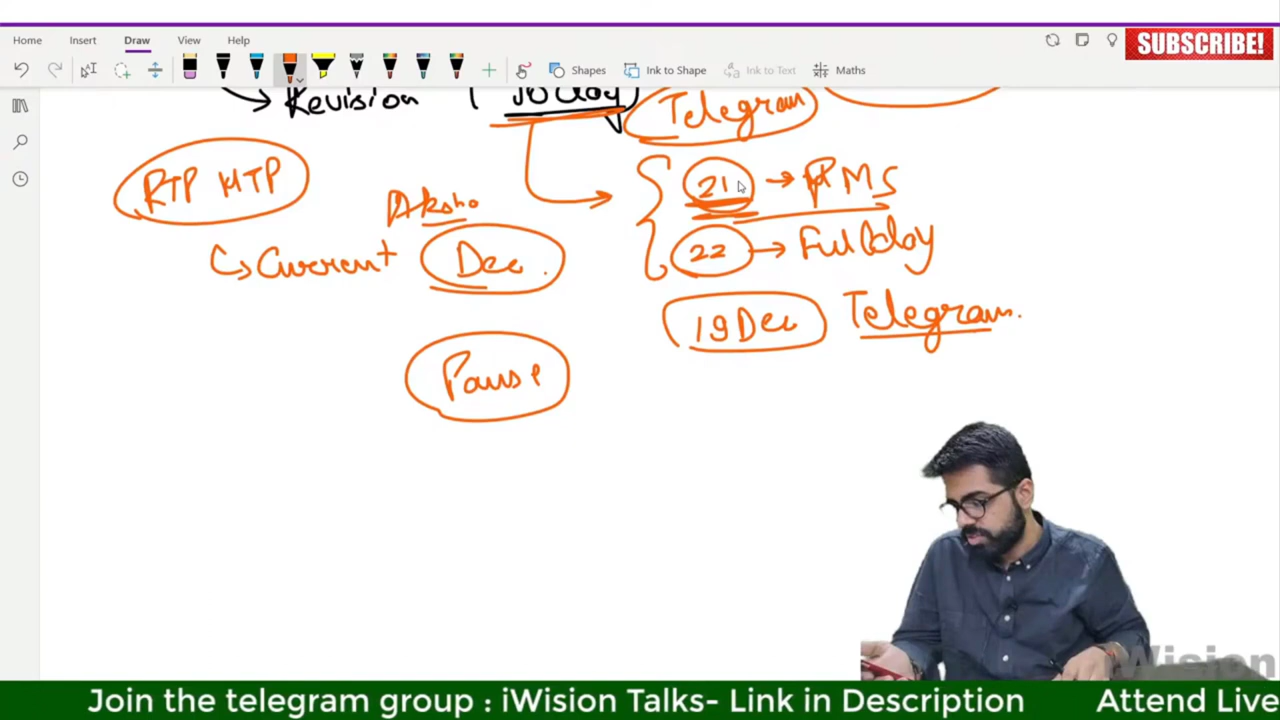 Home Insert Draw View Help
SUBSCRIBE!
Shapes Ink to Shape Ink to Text Maths
Revision
Telegram
RTP MTP
21 → PMS
Aksha
Current Dec.
22 → Fullday
19 Dec Telegram.
Pause
Wision
Join the telegram group : iWision Talks- Link in Description Attend Live